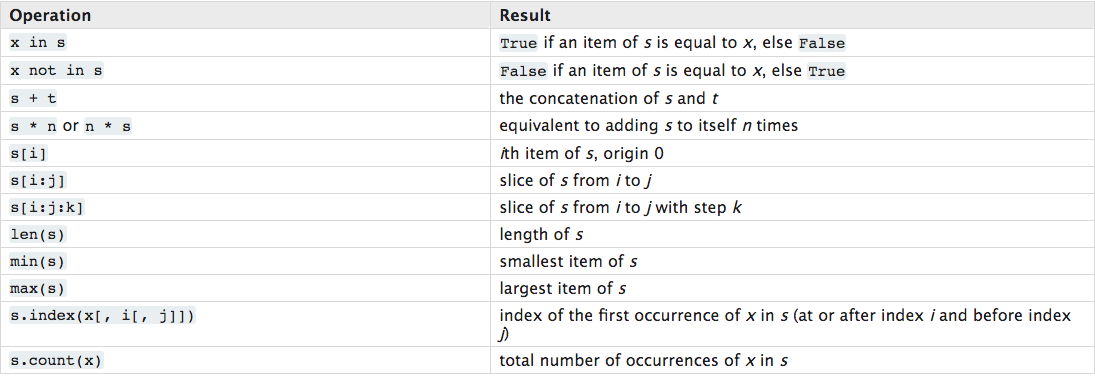 Operation Result
x in s True if an item of s is equal to x, else False
x not in s False if an item of s is equal to x, else True
s + t the concatenation of s and t
s * n or n * s equivalent to adding s to itself n times
s[i] ith item of s, origin 0
s[i:j] slice of s from i to j
s[i:j:k] slice of s from i to j with step k
len(s) length of s
min(s) smallest item of s
max(s) largest item of s
s.index(x[, i[, j]]) index of the first occurrence of x in s (at or after index i and before index
j)
s.count(x) total number of occurrences of x in s